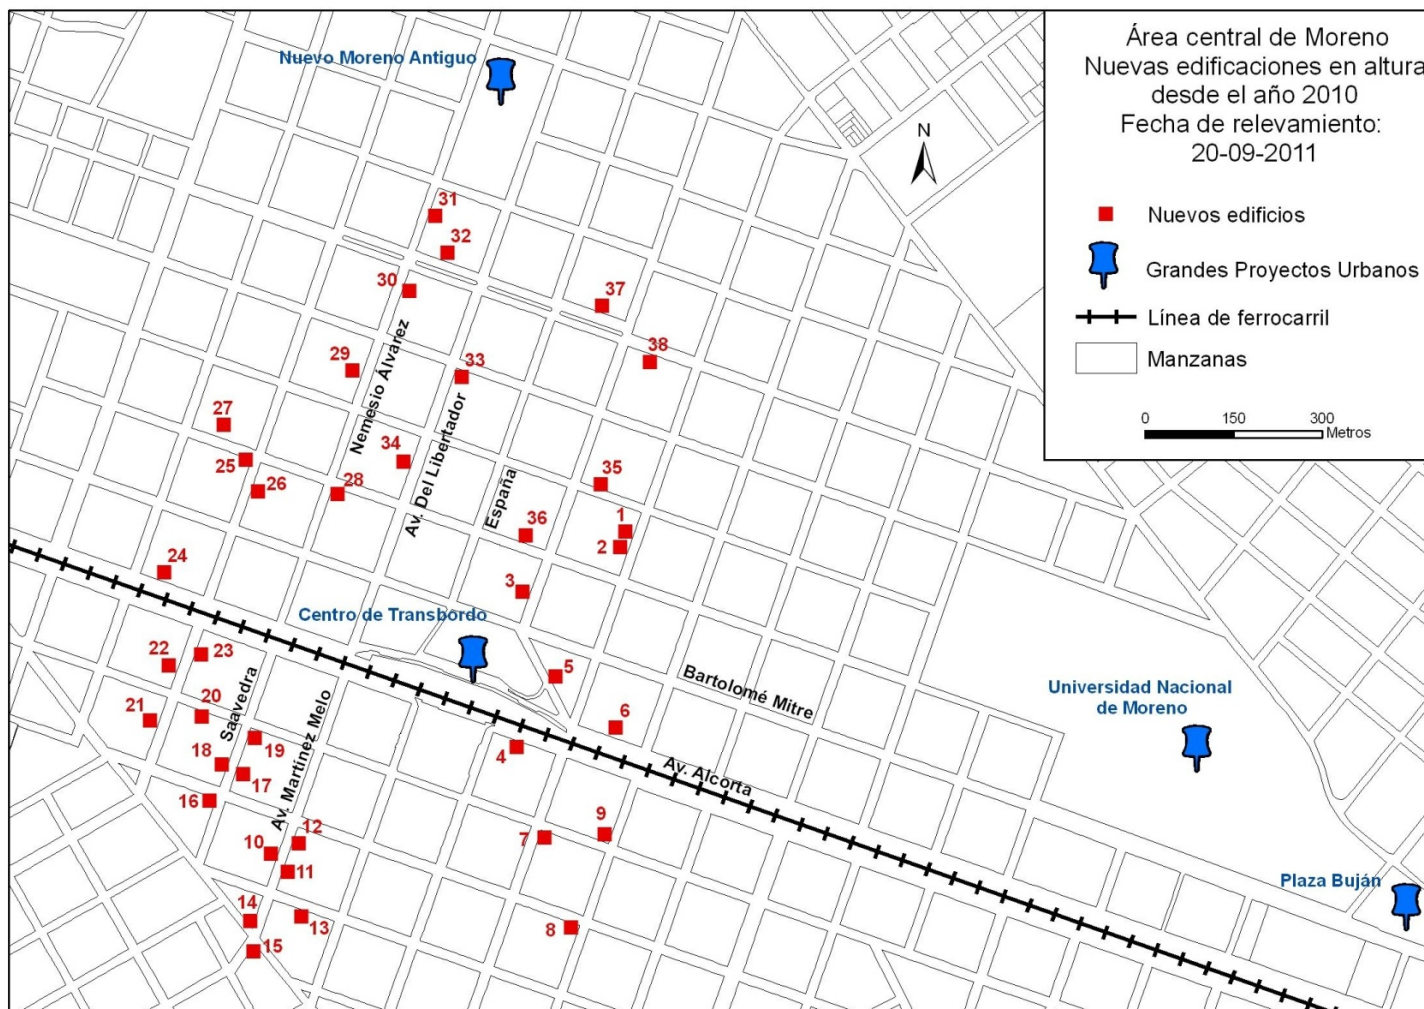 Área central de Moreno
Nuevas edificaciones en altura
desde el año 2010
Fecha de relevamiento:
20-09-2011
Nuevos edificios
Grandes Proyectos Urbanos
Línea de ferrocarril
Manzanas
0 150 300
Metros
N
Nuevo Moreno Antiguo
31
32
30
37
29
33
38
Nemesio Álvarez
27
34
Av. Del Libertador
25
26
28
España
35
36
1
2
24
3
Centro de Transbordo
22
23
5
Saavedra
Bartolomé Mitre
Universidad Nacional
de Moreno
21
20
Av. Martínez Melo
6
19
18
17
4
Av. Alcorta
16
12
10
11
7
9
Plaza Buján
14
13
15
8